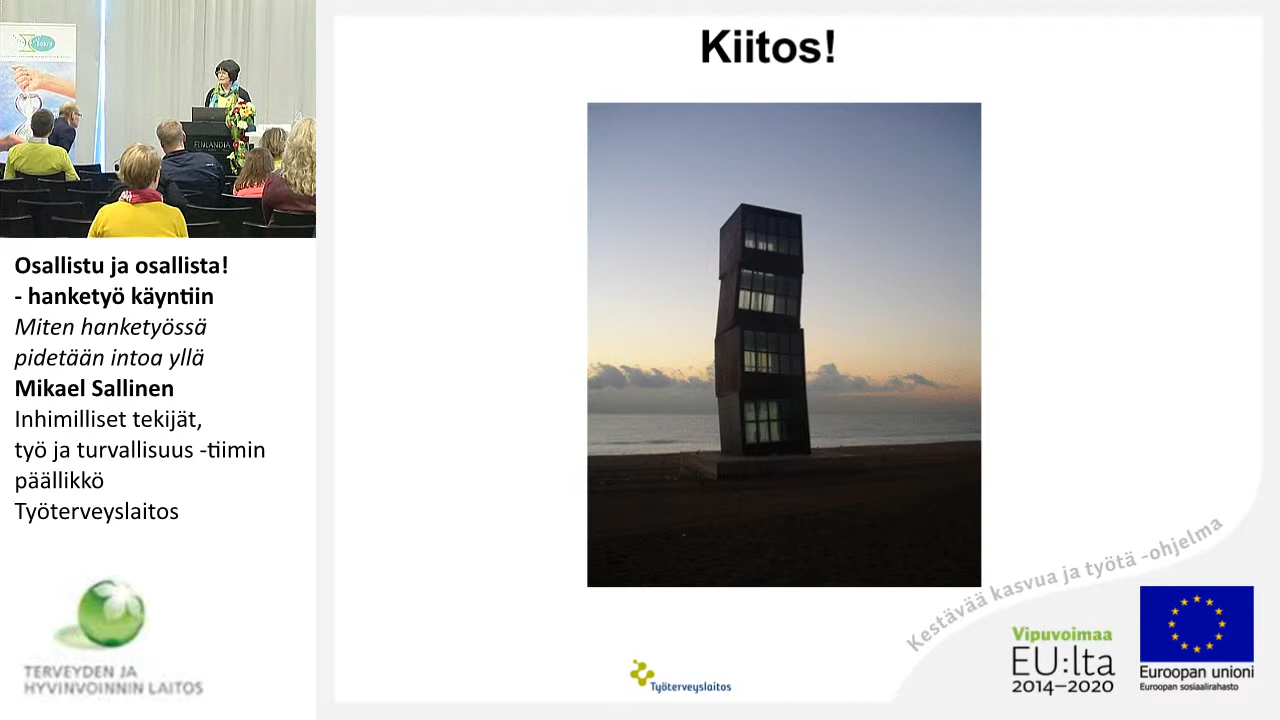 FINLANDIA
Osallistu ja osallista!
- hanketyö käyntiin
Miten hanketyössä
pidetään intoa yllä
Mikael Sallinen
Inhimilliset tekijät,
työ ja turvallisuus -tiimin
päällikkö
Työterveyslaitos
TERVEYDEN JA
HYVINVOINNIN LAITOS
Kiitos!
Työterveyslaitos
Kestävää kasvua ja työtä -ohjelma
Vipuvoimaa
EU:lta
2014–2020
Euroopan unioni
Euroopan sosiaalirahasto